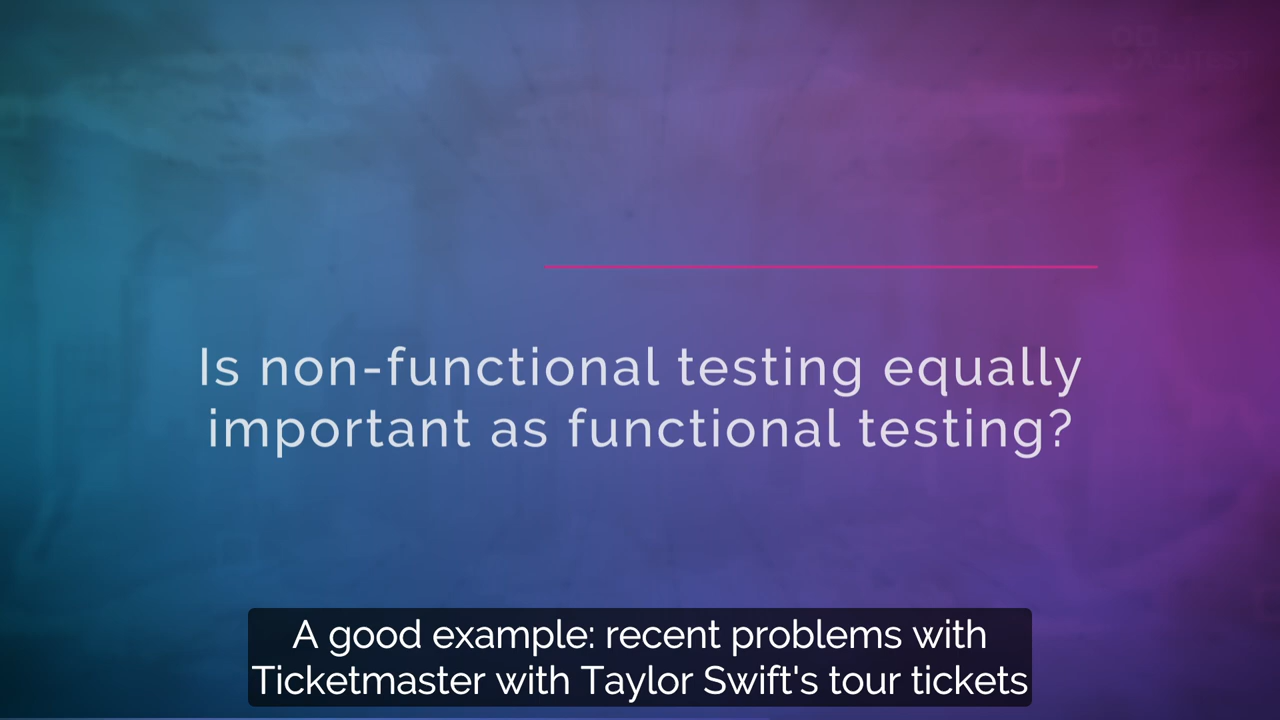 Is non-functional testing equally
important as functional testing?
A good example: recent problems with
Ticketmaster with Taylor Swift's tour tickets